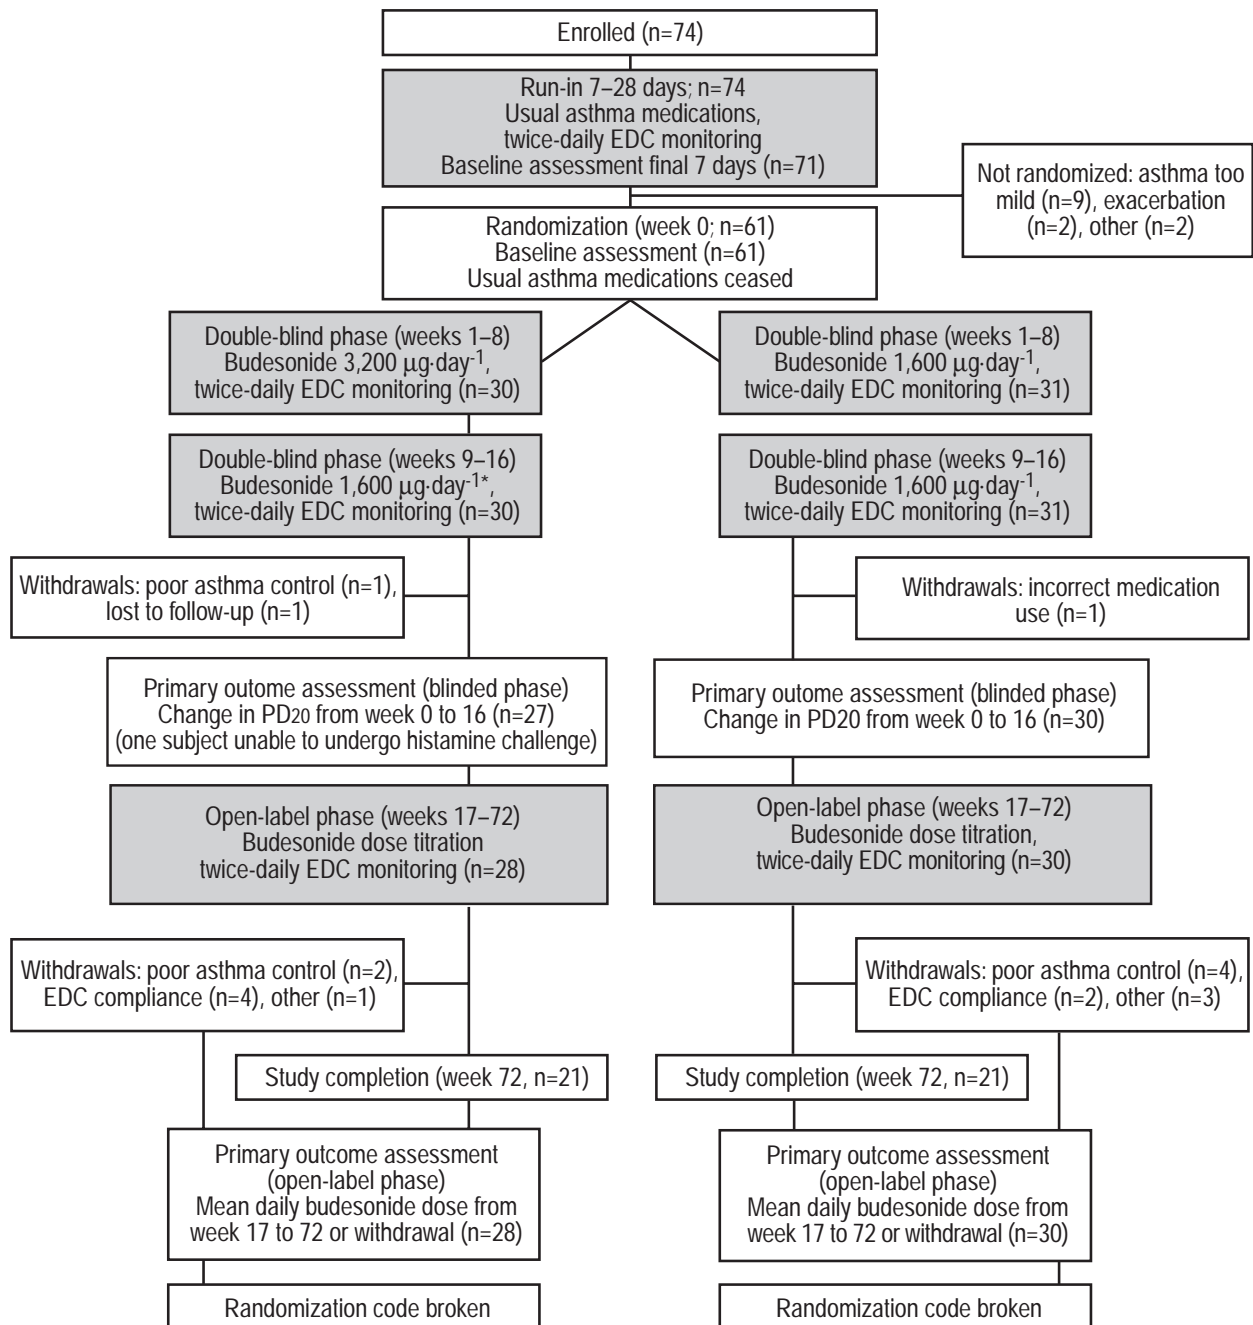 Enrolled (n=74)
Run-in 7–28 days; n=74
Usual asthma medications,
twice-daily EDC monitoring
Baseline assessment final 7 days (n=71)
Not randomized: asthma too
mild (n=9), exacerbation
(n=2), other (n=2)
Randomization (week 0; n=61)
Baseline assessment (n=61)
Usual asthma medications ceased
Double-blind phase (weeks 1–8)
Budesonide 3,200 µg·day⁻¹,
twice-daily EDC monitoring (n=30)
Double-blind phase (weeks 1–8)
Budesonide 1,600 µg·day⁻¹,
twice-daily EDC monitoring (n=31)
Double-blind phase (weeks 9–16)
Budesonide 1,600 µg·day⁻¹*,
twice-daily EDC monitoring (n=30)
Double-blind phase (weeks 9–16)
Budesonide 1,600 µg·day⁻¹,
twice-daily EDC monitoring (n=31)
Withdrawals: poor asthma control (n=1),
lost to follow-up (n=1)
Withdrawals: incorrect medication
use (n=1)
Primary outome assessment (blinded phase)
Change in PD20 from week 0 to 16 (n=27)
(one subject unable to undergo histamine challenge)
Primary outome assessment (blinded phase)
Change in PD20 from week 0 to 16 (n=30)
Open-label phase (weeks 17–72)
Budesonide dose titration
twice-daily EDC monitoring (n=28)
Open-label phase (weeks 17–72)
Budesonide dose titration,
twice-daily EDC monitoring (n=30)
Withdrawals: poor asthma control (n=2),
EDC compliance (n=4), other (n=1)
Withdrawals: poor asthma control (n=4),
EDC compliance (n=2), other (n=3)
Study completion (week 72, n=21)
Study completion (week 72, n=21)
Primary outcome assessment
(open-label phase)
Mean daily budesonide dose from
week 17 to 72 or withdrawal (n=28)
Primary outcome assessment
(open-label phase)
Mean daily budesonide dose from
week 17 to 72 or withdrawal (n=30)
Randomization code broken
Randomization code broken